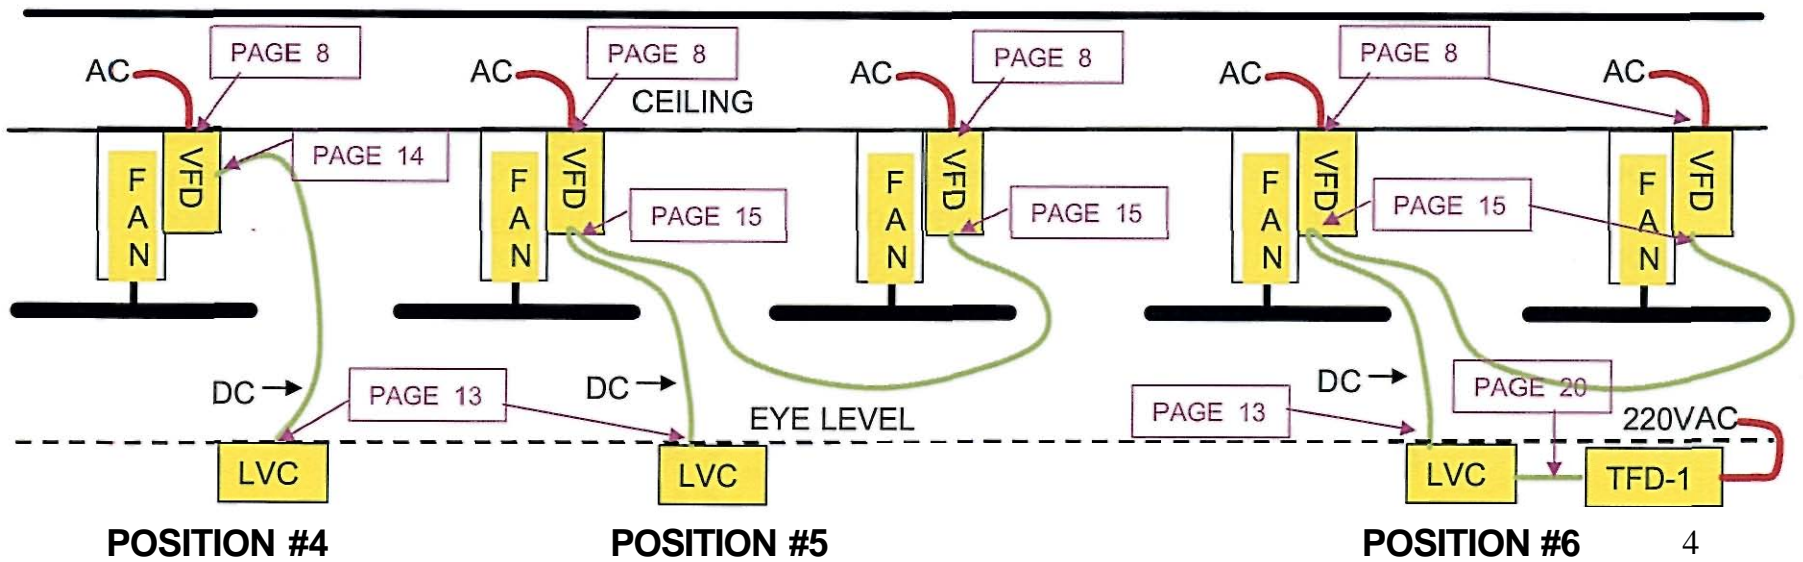 PAGE 8
PAGE 8
PAGE 8
PAGE 8
AC
AC
AC
AC
AC
CEILING
VFD
VFD
VFD
VFD
VFD
PAGE 14
FAN
FAN
FAN
FAN
FAN
PAGE 15
PAGE 15
PAGE 15
DC
PAGE 13
DC
DC
PAGE 20
PAGE 13
EYE LEVEL
220VAC
LVC
LVC
LVC
TFD-1
POSITION #4
POSITION #5
POSITION #6
4